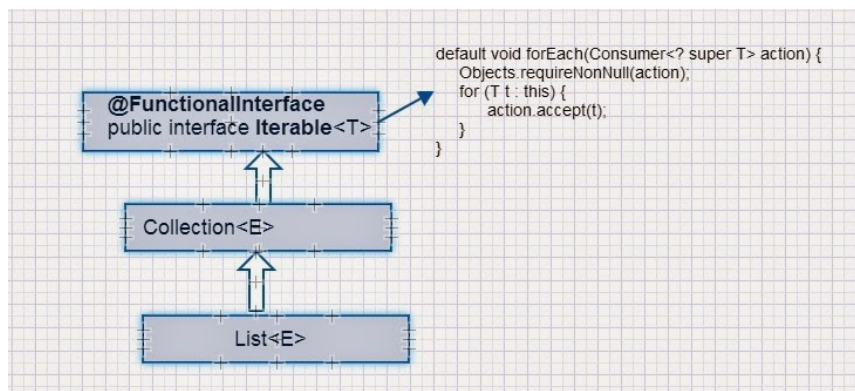 default void forEach(Consumer<? super T> action) {
Objects.requireNonNull(action);
for (T t : this) {
action.accept(t);
}
}
@FunctionalInterface
public interface Iterable<T>
Collection<E>
List<E>